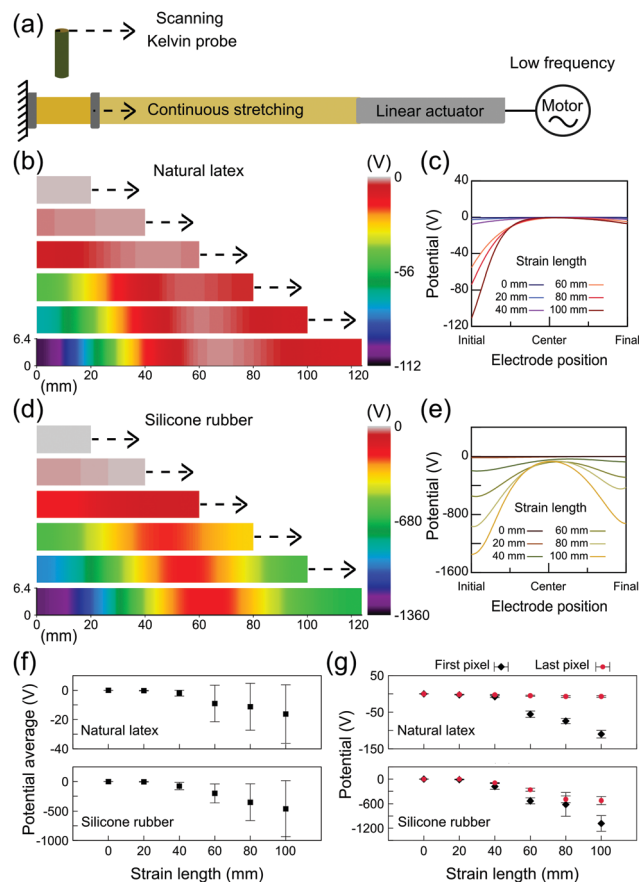 (a)
Scanning
Kelvin probe
Low frequency
Continuous stretching
Linear actuator
Motor
(b)
Natural latex
(V)
0
-56
-112
6.4
0
0 20 40 60 80 100 120
(mm)
(c)
Potential (V)
40
0
-40
-80
-120
Strain length
0 mm 60 mm
20 mm 80 mm
40 mm 100 mm
Initial Center Final
Electrode position
(d)
Silicone rubber
(V)
0
-680
-1360
6.4
0
0 20 40 60 80 100 120
(mm)
(e)
Potential (V)
0
-800
-1600
Strain length
0 mm 60 mm
20 mm 80 mm
40 mm 100 mm
Initial Center Final
Electrode position
(f)
Potential average (V)
0
-20
-40
Natural latex
0
-500
-1000
Silicone rubber
0 20 40 60 80 100
Strain length (mm)
(g)
First pixel Last pixel
Potential (V)
50
0
-50
-150
Natural latex
0
-600
-1200
Silicone rubber
0 20 40 60 80 100
Strain length (mm)